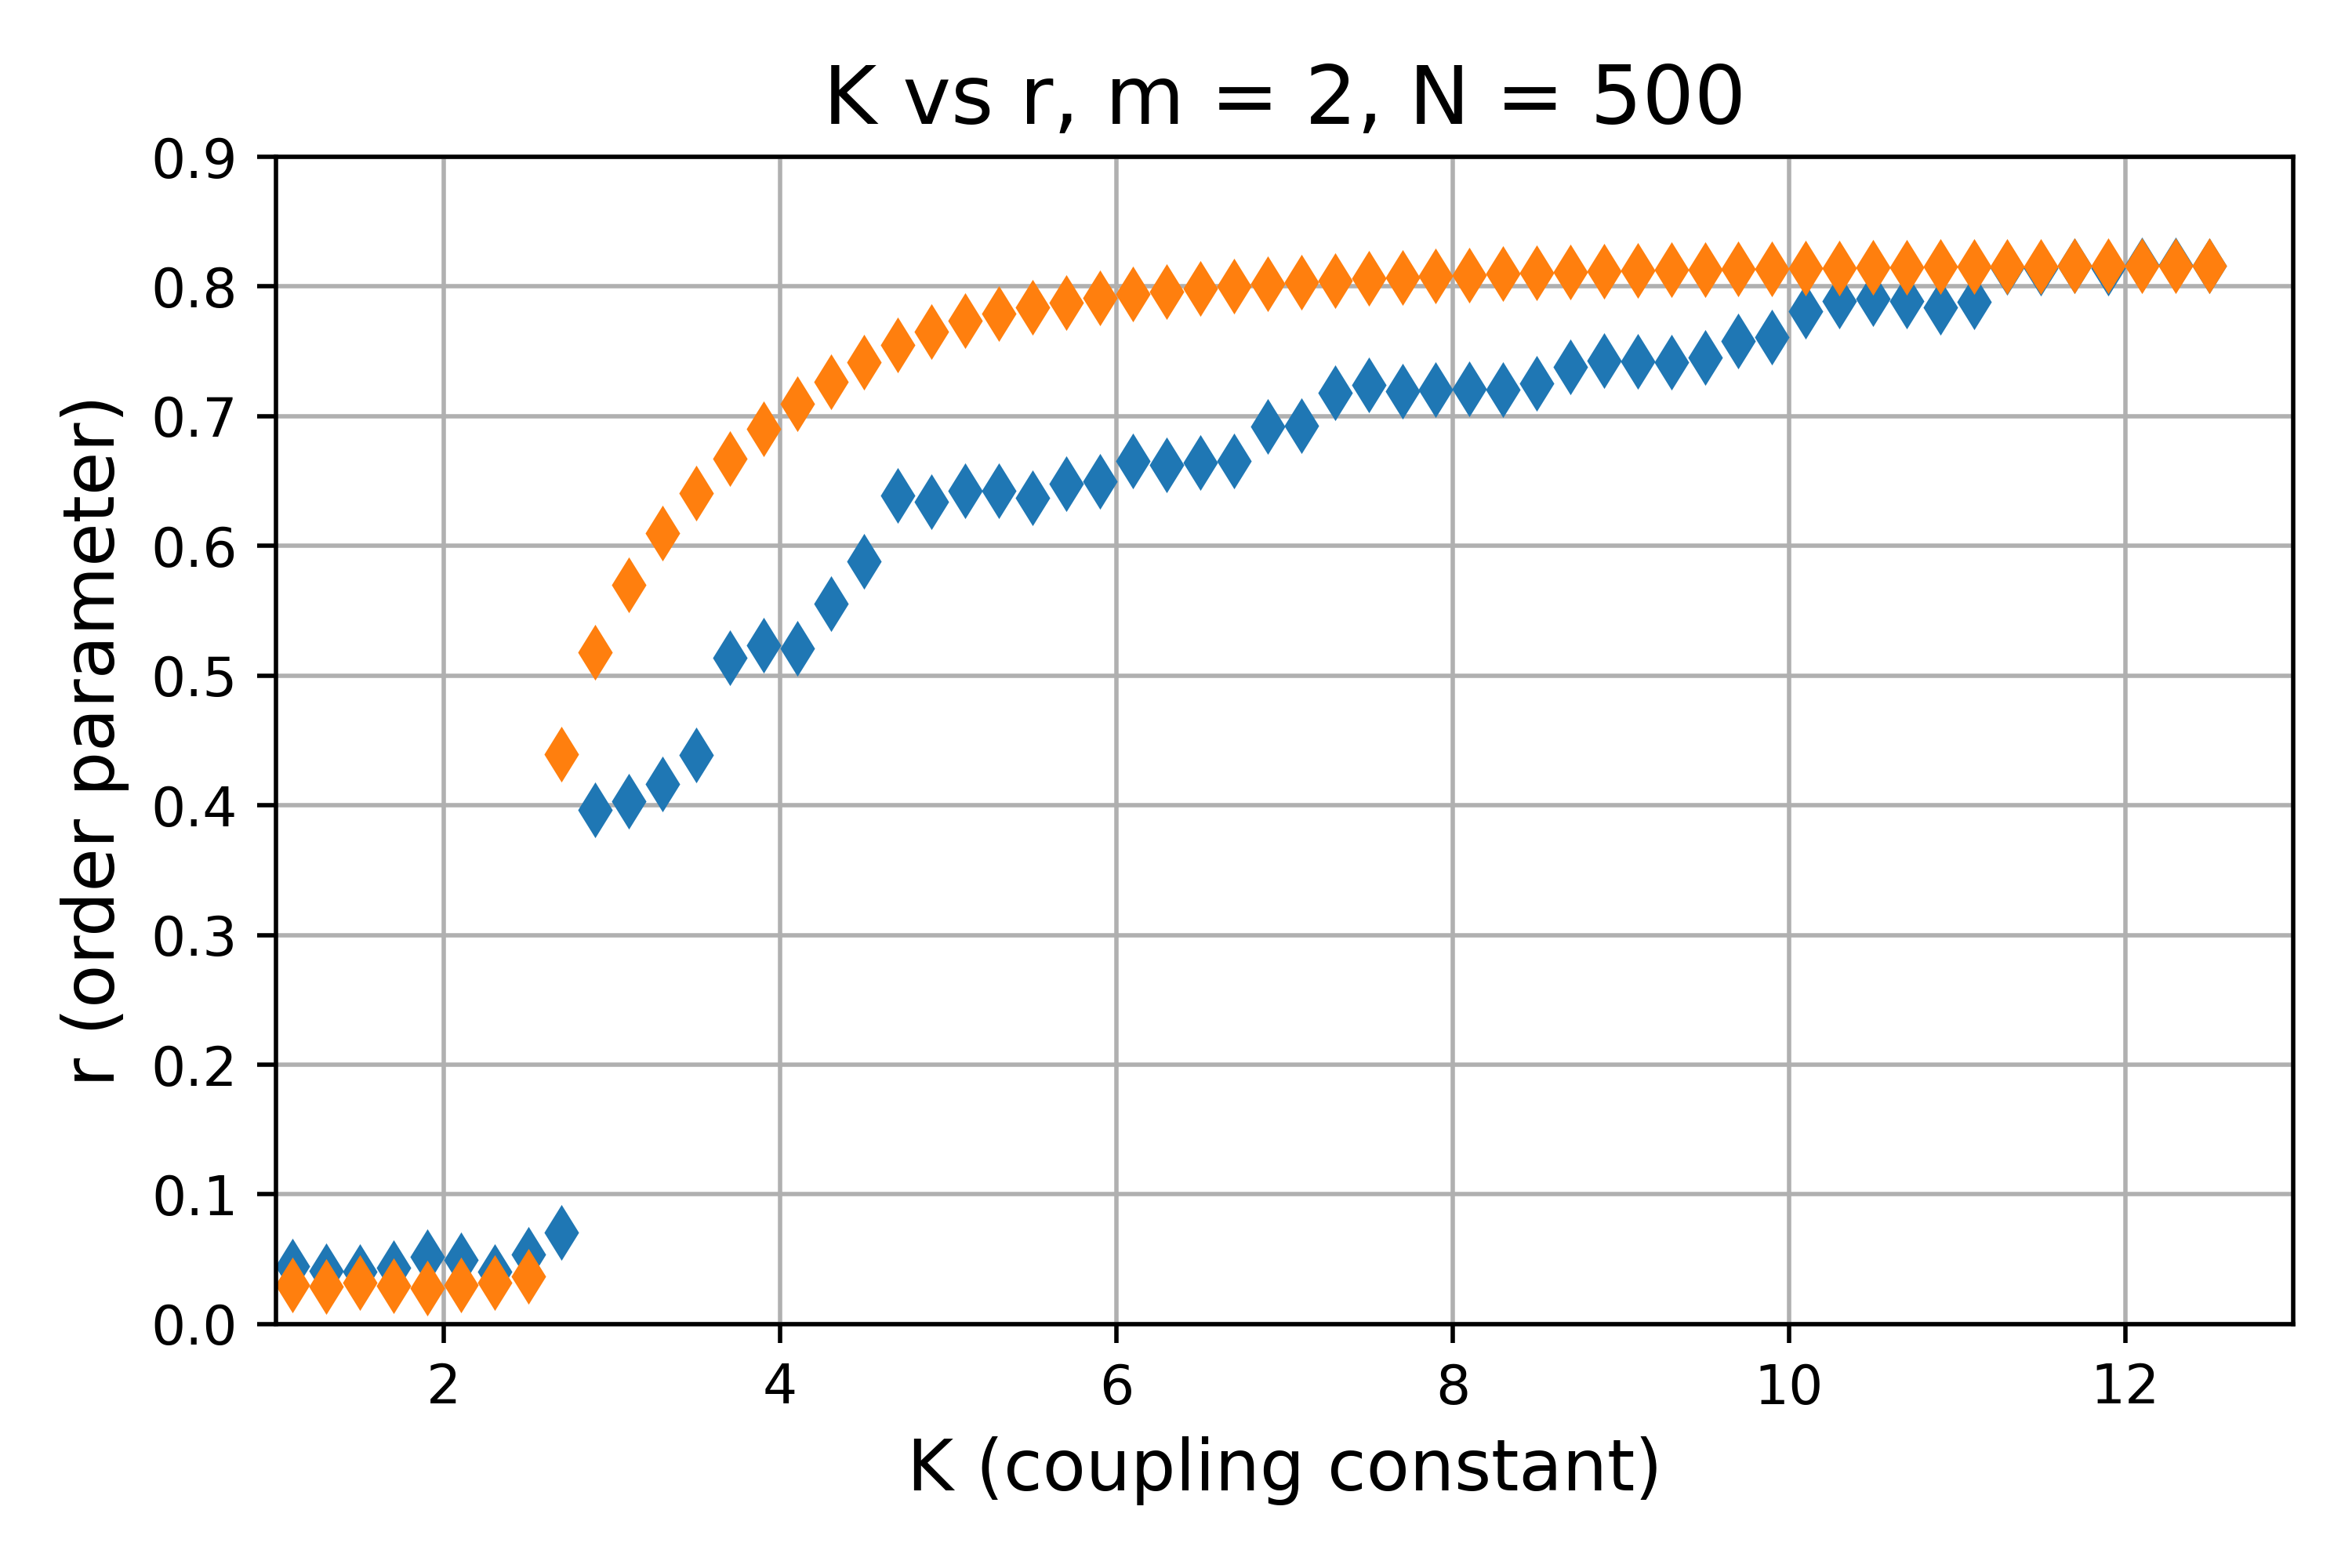 K vs r, m = 2, N = 500
r (order parameter)
0.9
0.8
0.7
0.6
0.5
0.4
0.3
0.2
0.1
0.0
2 4 6 8 10 12
K (coupling constant)